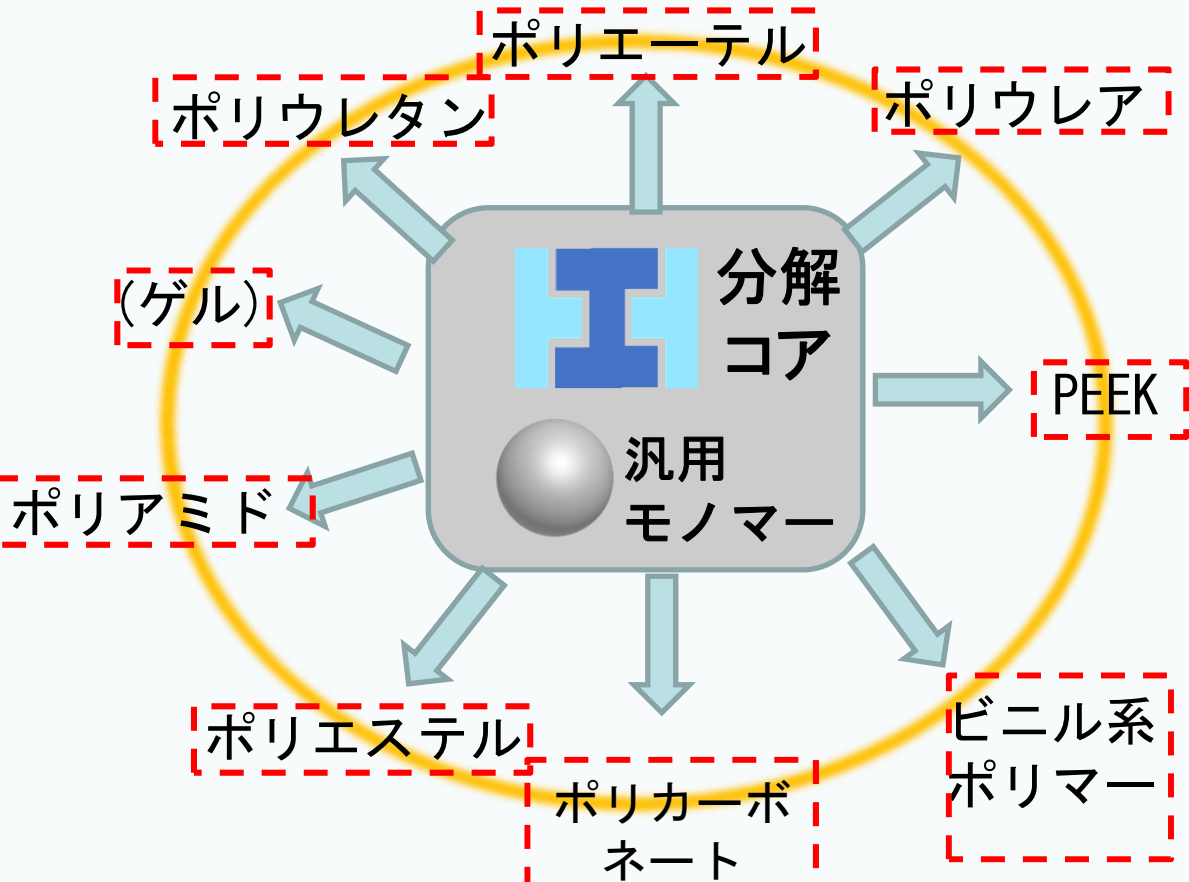 ポリエーテル
ポリウレタン
ポリウレア
(ゲル)
分解
コア
PEEK
汎用
モノマー
ポリアミド
ポリエステル
ビニル系
ポリマー
ポリカーボ
ネート